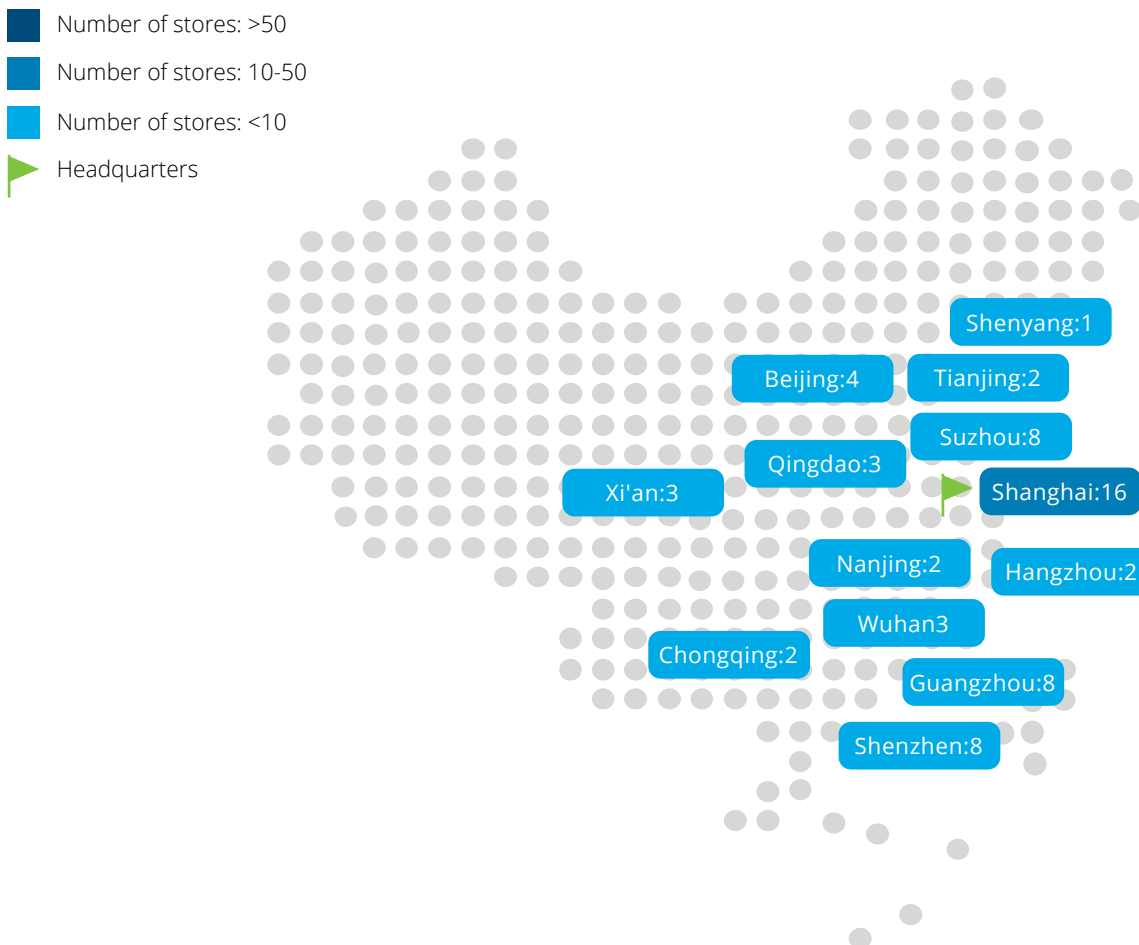 Number of stores: >50
Number of stores: 10-50
Number of stores: <10
Headquarters
Shenyang:1
Beijing:4
Tianjing:2
Suzhou:8
Qingdao:3
Xi'an:3
Shanghai:16
Nanjing:2
Hangzhou:2
Wuhan3
Chongqing:2
Guangzhou:8
Shenzhen:8